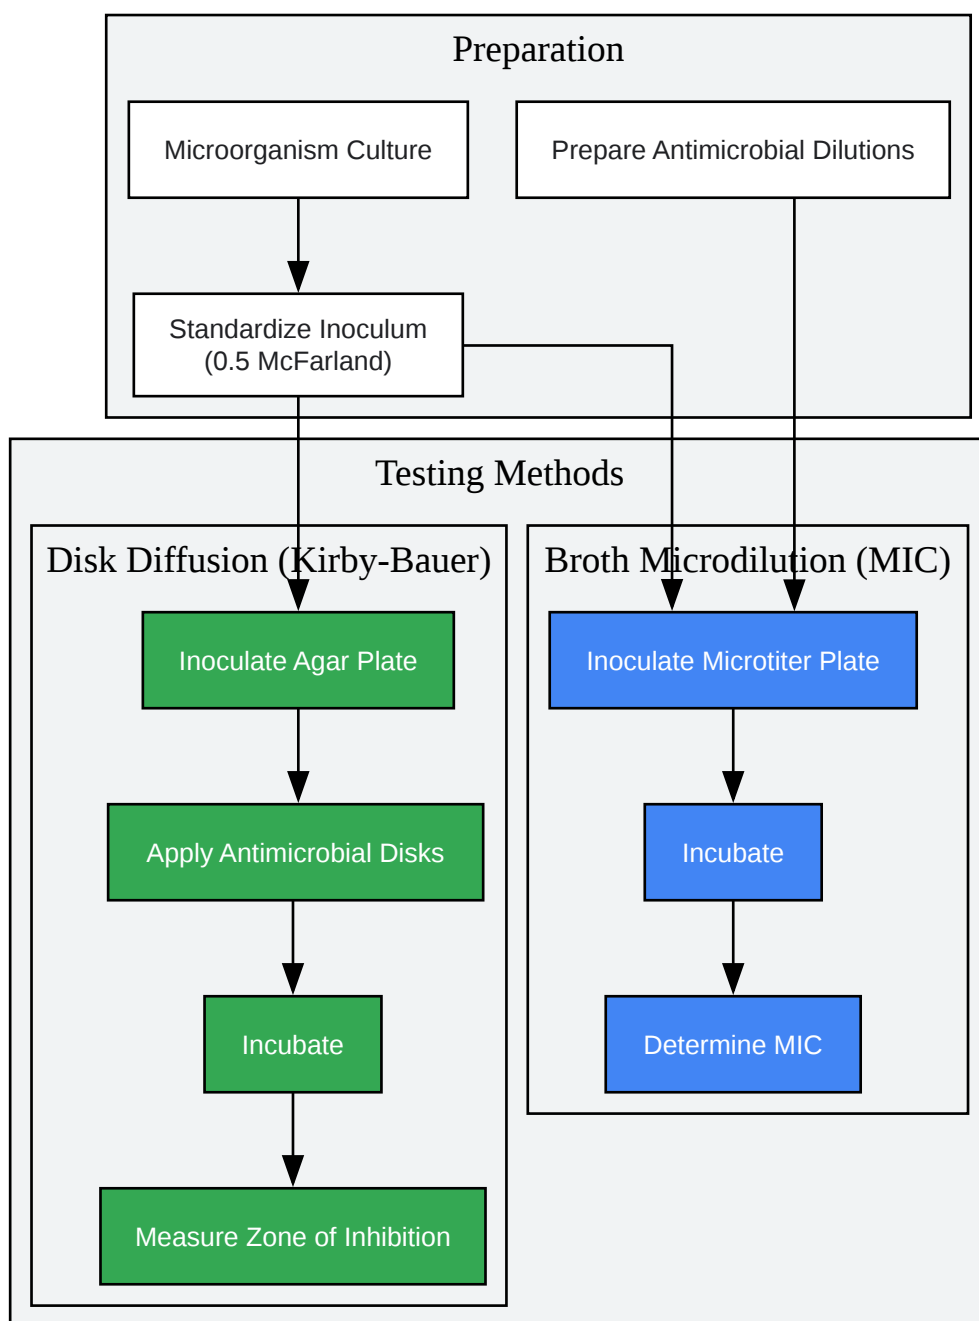 Preparation
Microorganism Culture
Prepare Antimicrobial Dilutions
Standardize Inoculum
(0.5 McFarland)
Testing Methods
Disk Diffusion (Kirby-Bauer)
Inoculate Agar Plate
Apply Antimicrobial Disks
Incubate
Measure Zone of Inhibition
Broth Microdilution (MIC)
Inoculate Microtiter Plate
Incubate
Determine MIC